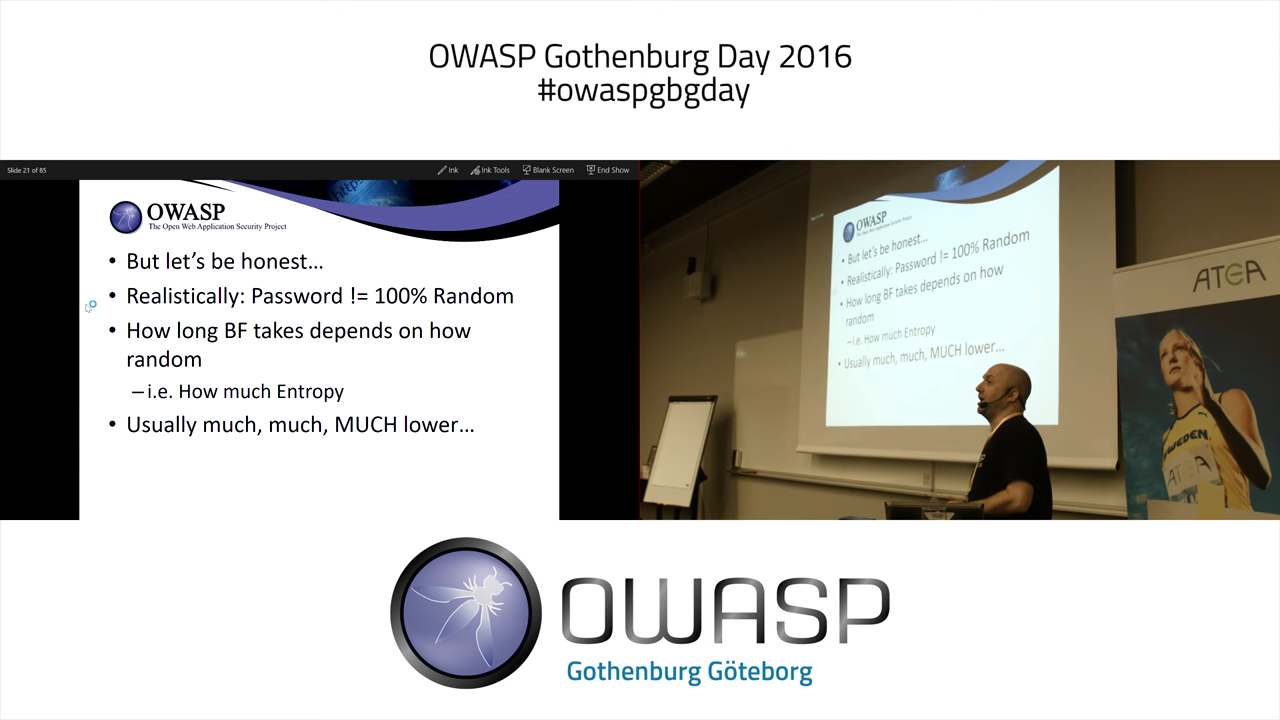 OWASP Gothenburg Day 2016
#owaspgbgday
Slide 21 of 85
Ink
Ink Tools
Blank Screen
End Show
https
OWASP
The Open Web Application Security Project
• But let's be honest...
• Realistically: Password != 100% Random
• How long BF takes depends on how
random
– i.e. How much Entropy
• Usually much, much, MUCH lower...
OWASP
• But let's be honest...
• Realistically: Password != 100% Random
• How long BF takes depends on how
random
– i.e. How much Entropy
• Usually much, much, MUCH lower...
ATEA
SWEDEN
ATEA
OWASP
Gothenburg Göteborg